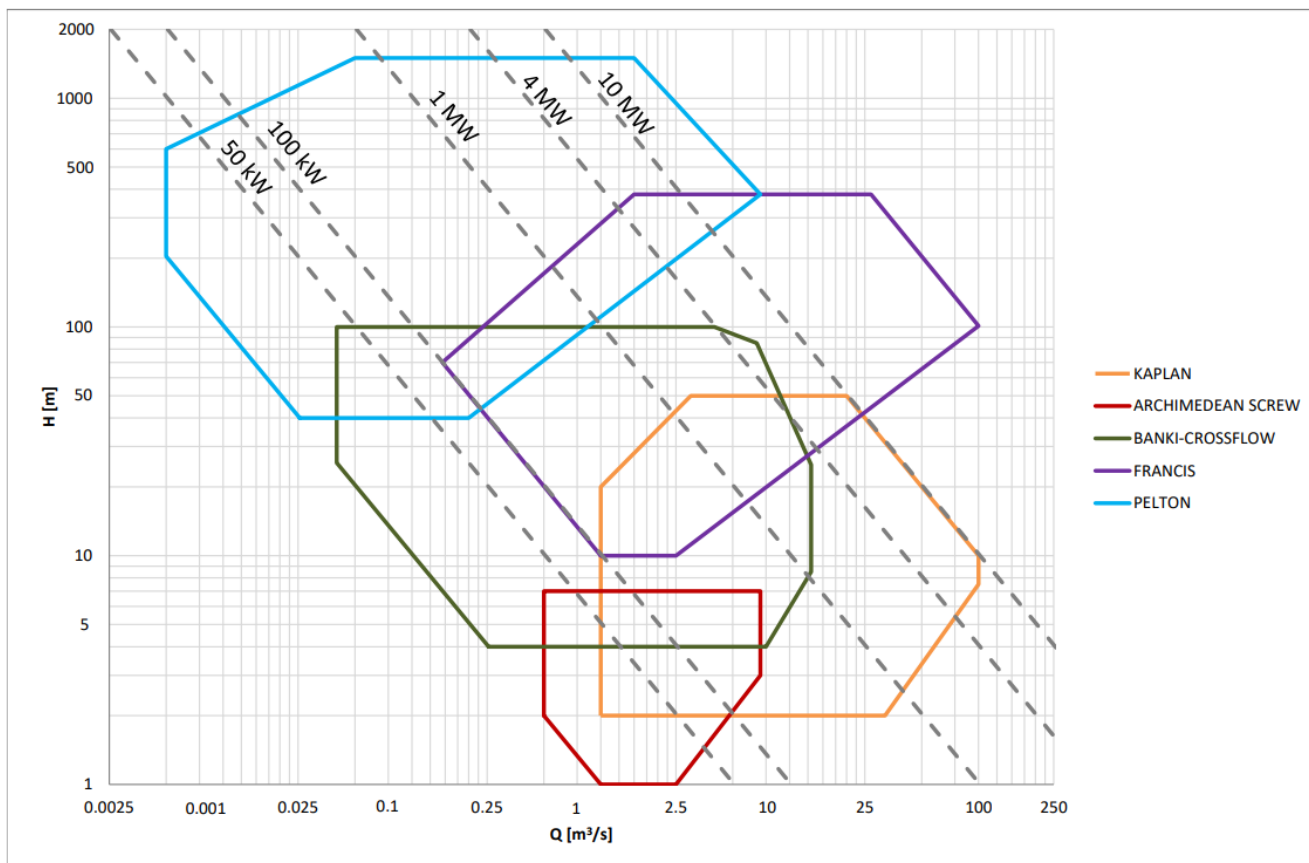 2000
1000
500
100
50
10
5
1
H [m]
50 kW
100 kW
1 MW
4 MW
10 MW
0.0025
0.001
0.025
0.1
0.25
1
2.5
10
25
100
250
Q [m³/s]
KAPLAN
ARCHIMEDEAN SCREW
BANKI-CROSSFLOW
FRANCIS
PELTON